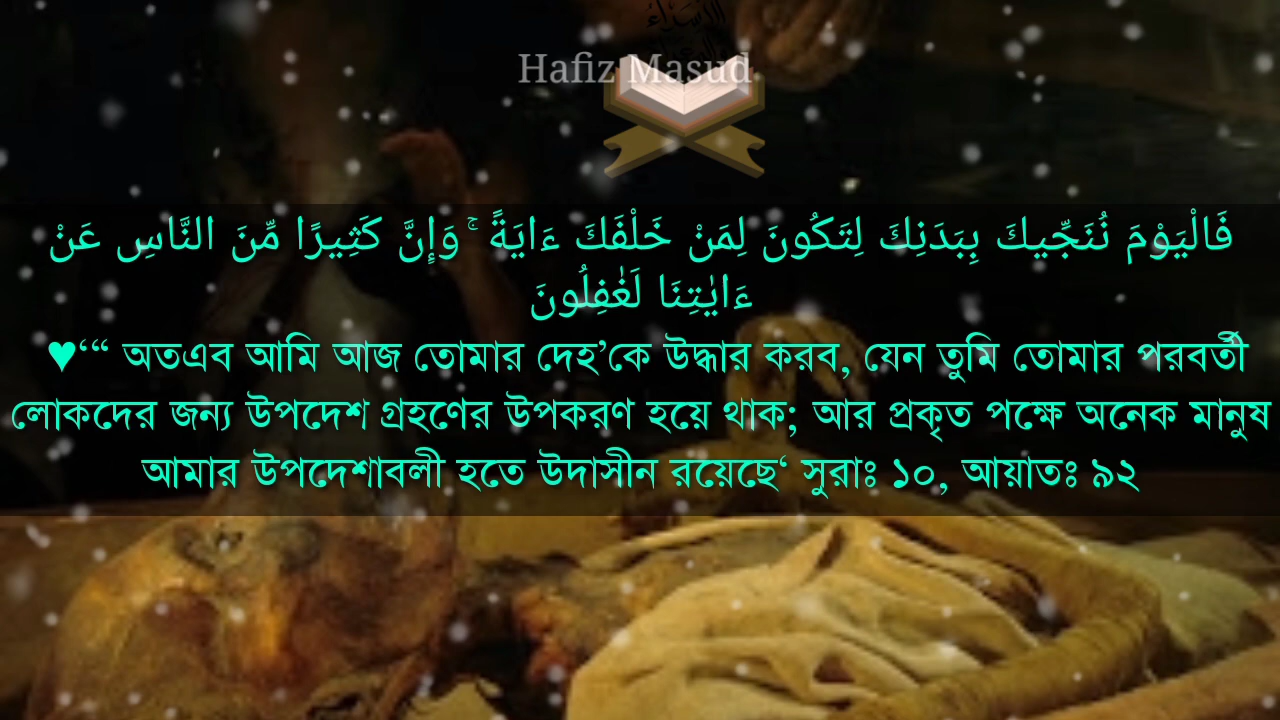 Hafiz Masud
فَالْيَوْمَ نُنَجِّيكَ بِبَدَنِكَ لِتَكُونَ لِمَنْ خَلْفَكَ ءَايَةً ۚ وَإِنَّ كَثِيرًا مِّنَ النَّاسِ عَنْ
ءَايٰتِنَا لَغٰفِلُونَ
♥‘“ অতএব আমি আজ তোমার দেহ’কে উদ্ধার করব, যেন তুমি তোমার পরবর্তী
লোকদের জন্য উপদেশ গ্রহণের উপকরণ হয়ে থাক; আর প্রকৃত পক্ষে অনেক মানুষ
আমার উপদেশাবলী হতে উদাসীন রয়েছে‘ সুরাঃ ১০, আয়াতঃ ৯২